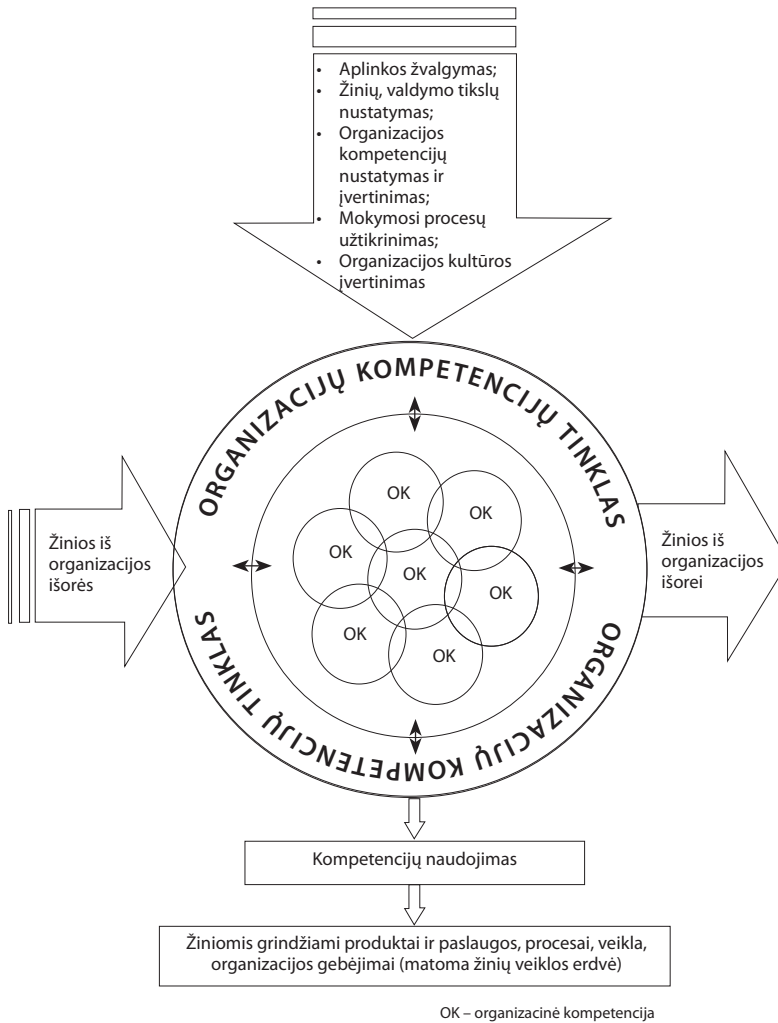 • Aplinkos žvalgymas;
• Žinių, valdymo tikslų
nustatymas;
• Organizacijos
kompetencijų
nustatymas ir
įvertinimas;
• Mokymosi procesų
užtikrinimas;
• Organizacijos kultūros
įvertinimas
ORGANIZACIJŲ KOMPETENCIJŲ TINKLAS
Žinios iš
organizacijos
išorės
OK
OK
OK
OK
OK
OK
OK
Žinios iš
organizacijos
išorei
ORGANIZACIJŲ KOMPETENCIJŲ TINKLAS
Kompetencijų naudojimas
Žiniomis grindžiami produktai ir paslaugos, procesai, veikla,
organizacijos gebėjimai (matoma žinių veiklos erdvė)
OK – organizacinė kompetencija